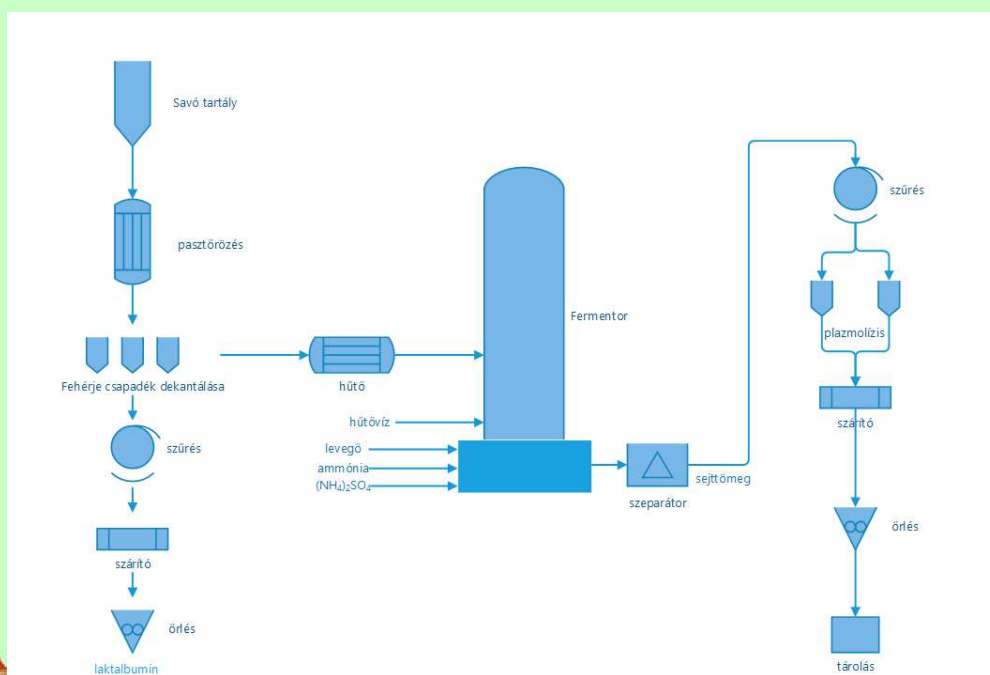 Savó tartály
pasztőrözés
Fehérje csapadék dekantálása
szűrés
szárító
őrlés
laktalbumin
hűtő
Fermentor
hűtővíz
levegő
ammónia
(NH₄)₂SO₄
szeparátor
sejttömeg
szűrés
plazmolízis
szárító
őrlés
tárolás